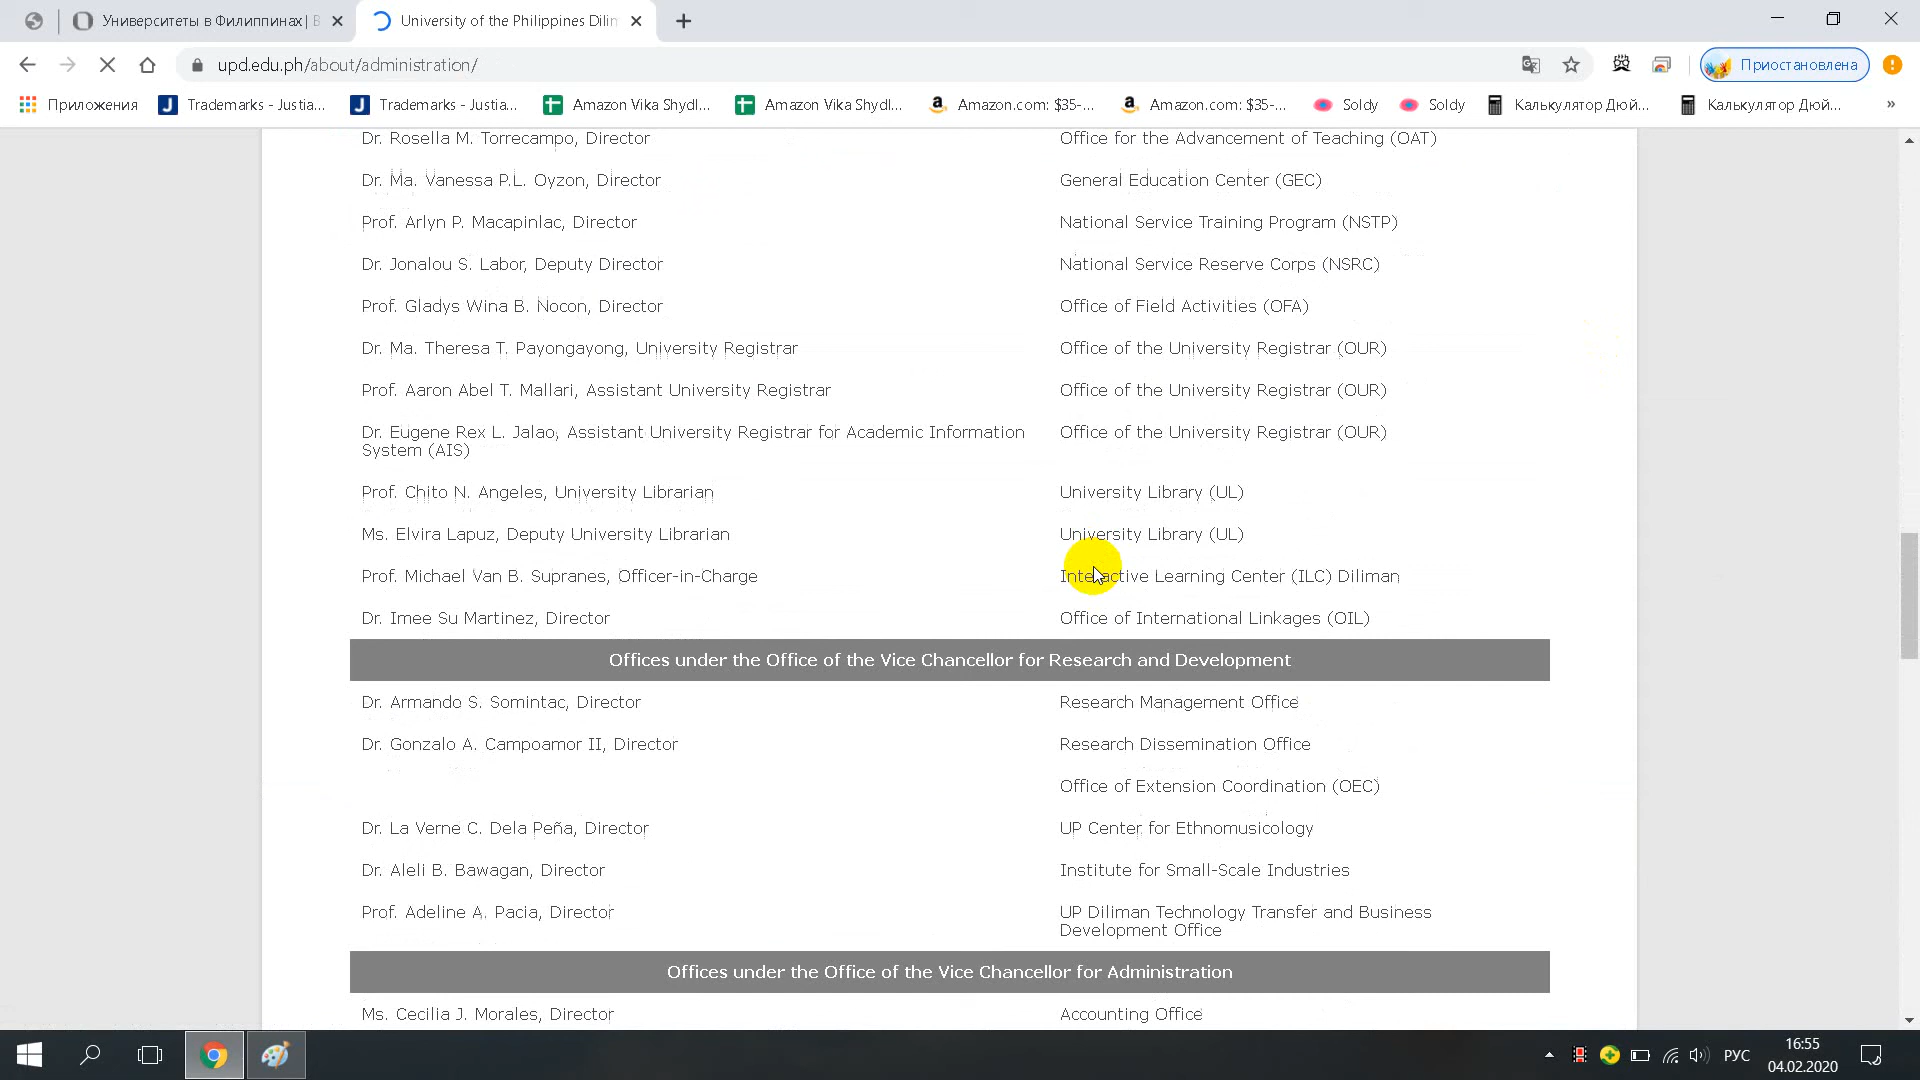 Университеты в Филиппинах | В
University of the Philippines Dilin
upd.edu.ph/about/administration/
Приостановлена
Приложения
Trademarks - Justia...
Trademarks - Justia...
Amazon Vika Shydl...
Amazon Vika Shydl...
Amazon.com: $35-...
Amazon.com: $35-...
Soldy
Soldy
Калькулятор Дюй...
Калькулятор Дюй...
»
Dr. Rosella M. Torrecampo, Director
Office for the Advancement of Teaching (OAT)
Dr. Ma. Vanessa P.L. Oyzon, Director
General Education Center (GEC)
Prof. Arlyn P. Macapinlac, Director
National Service Training Program (NSTP)
Dr. Jonalou S. Labor, Deputy Director
National Service Reserve Corps (NSRC)
Prof. Gladys Wina B. Nocon, Director
Office of Field Activities (OFA)
Dr. Ma. Theresa T. Payongayong, University Registrar
Office of the University Registrar (OUR)
Prof. Aaron Abel T. Mallari, Assistant University Registrar
Office of the University Registrar (OUR)
Dr. Eugene Rex L. Jalao, Assistant University Registrar for Academic Information
System (AIS)
Office of the University Registrar (OUR)
Prof. Chito N. Angeles, University Librarian
University Library (UL)
Ms. Elvira Lapuz, Deputy University Librarian
University Library (UL)
Prof. Michael Van B. Supranes, Officer-in-Charge
Interactive Learning Center (ILC) Diliman
Dr. Imee Su Martinez, Director
Office of International Linkages (OIL)
Offices under the Office of the Vice Chancellor for Research and Development
Dr. Armando S. Somintac, Director
Research Management Office
Dr. Gonzalo A. Campoamor II, Director
Research Dissemination Office
Office of Extension Coordination (OEC)
Dr. La Verne C. Dela Peña, Director
UP Center for Ethnomusicology
Dr. Aleli B. Bawagan, Director
Institute for Small-Scale Industries
Prof. Adeline A. Pacia, Director
UP Diliman Technology Transfer and Business
Development Office
Offices under the Office of the Vice Chancellor for Administration
Ms. Cecilia J. Morales, Director
Accounting Office
РУС
16:55
04.02.2020